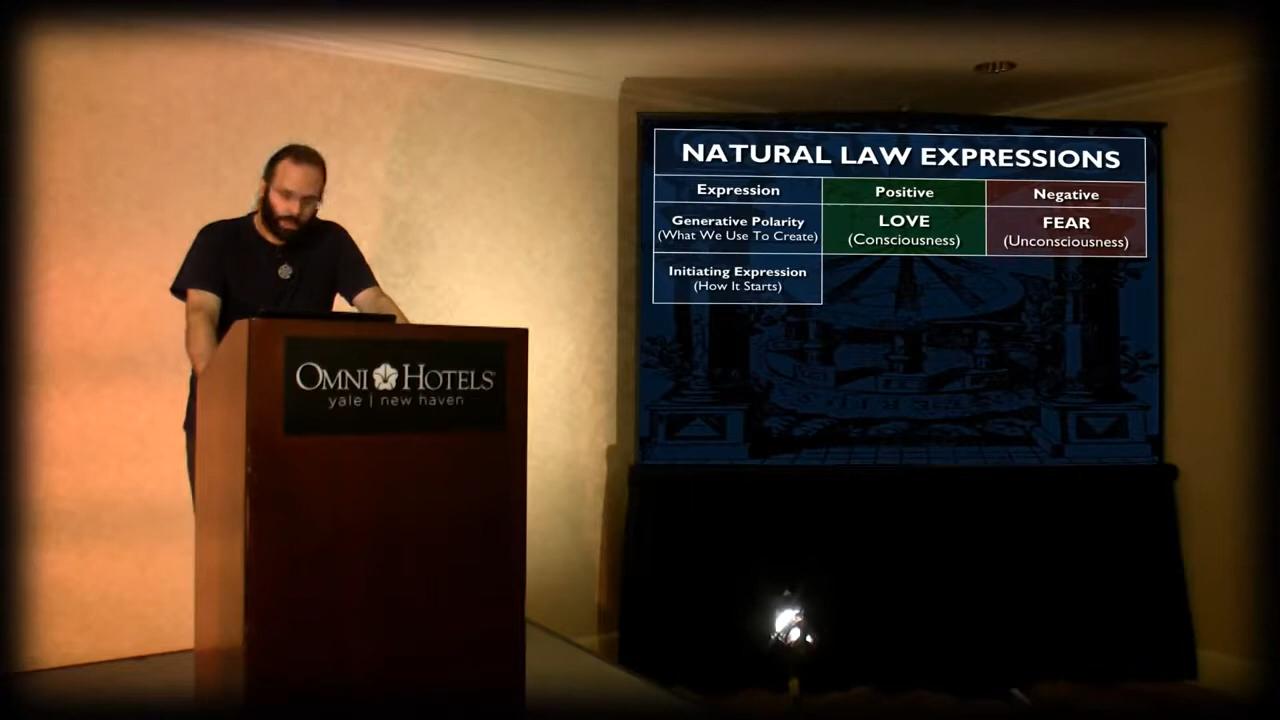 NATURAL LAW EXPRESSIONS
Expression Positive Negative
Generative Polarity LOVE FEAR
(What We Use To Create) (Consciousness) (Unconsciousness)
Initiating Expression
(How It Starts)
OMNI HOTELS
yale | new haven